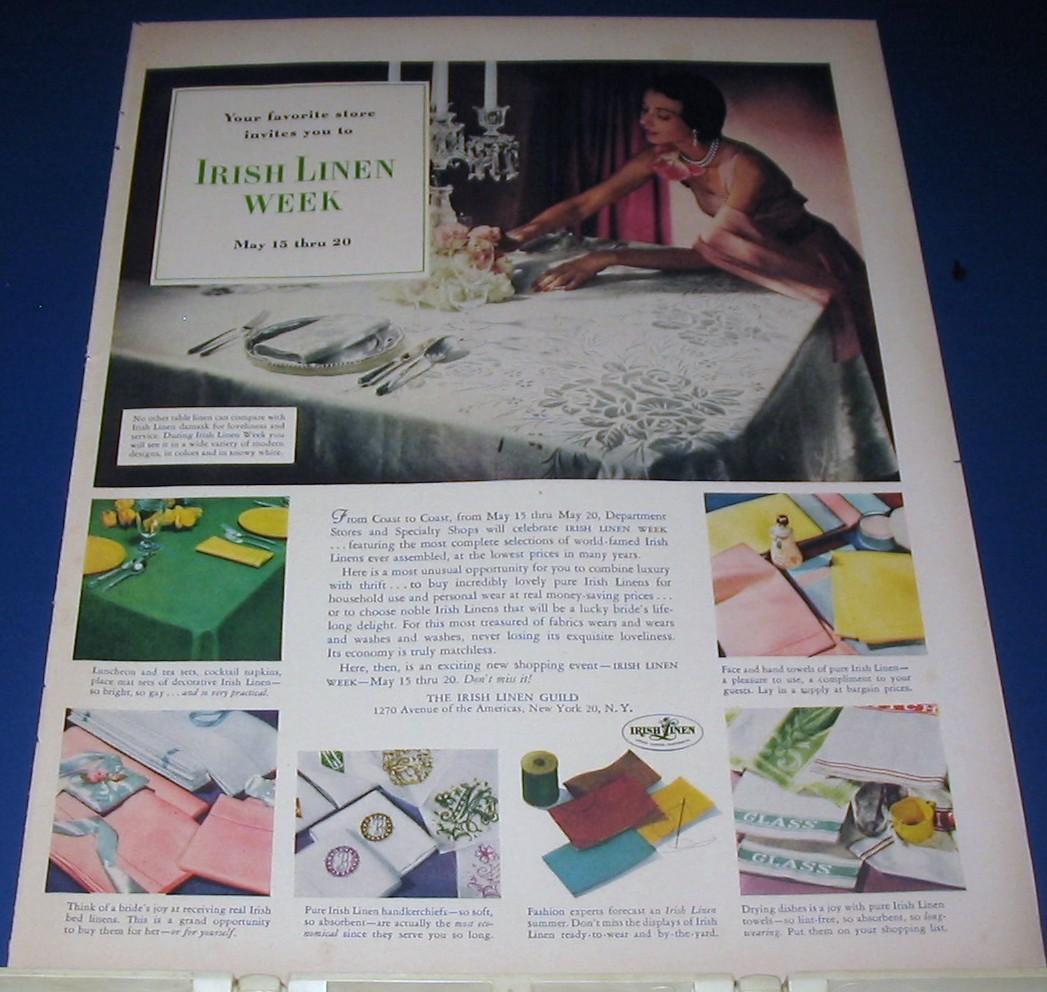 Your favorite store
invites you to
IRISH LINEN
WEEK
May 15 thru 20
No other table linen can compare with
Irish Linen damask for loveliness and
service. During Irish Linen Week you
will see it in a wide variety of modern
designs, in colors and in snowy white.
From Coast to Coast, from May 15 thru May 20, Department
Stores and Specialty Shops will celebrate IRISH LINEN WEEK
... featuring the most complete selections of world-famed Irish
Linens ever assembled, at the lowest prices in many years.
Here is a most unusual opportunity for you to combine luxury
with thrift ... to buy incredibly lovely pure Irish Linens for
household use and personal wear at real money-saving prices ...
or to choose noble Irish Linens that will be a lucky bride's life-
long delight. For this most treasured of fabrics wears and wears
and washes and washes, never losing its exquisite loveliness.
Its economy is truly matchless.
Here, then, is an exciting new shopping event—IRISH LINEN
WEEK—May 15 thru 20. Don't miss it!
THE IRISH LINEN GUILD
1270 Avenue of the Americas, New York 20, N. Y.
IRISH LINEN
Luncheon and tea sets, cocktail napkins,
place mat sets of decorative Irish Linen—
so bright, so gay ... and so very practical.
Face and hand towels of pure Irish Linen—
a pleasure to use, a compliment to your
guests. Lay in a supply at bargain prices.
GLASS
GLASS
Think of a bride's joy at receiving real Irish
bed linens. This is a grand opportunity
to buy them for her—or for yourself.
Pure Irish Linen handkerchiefs—so soft,
so absorbent—are actually the most eco-
nomical since they serve you so long.
Fashion experts forecast an Irish Linen
summer. Don't miss the displays of Irish
Linen ready-to-wear and by-the-yard.
Drying dishes is a joy with pure Irish Linen
towels—so lint-free, so absorbent, so long-
wearing. Put them on your shopping list.